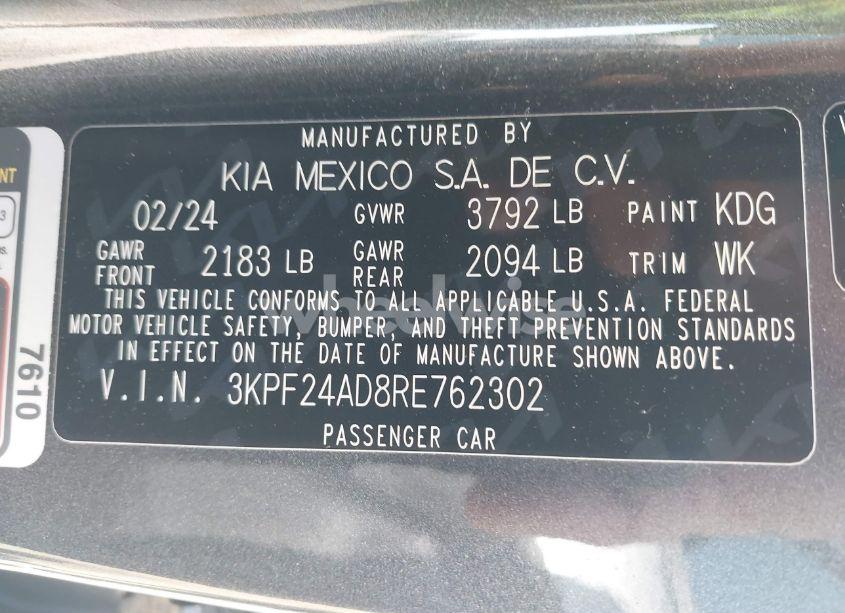 MANUFACTURED BY
KIA MEXICO S.A. DE C.V.
02/24 GVWR 3792 LB PAINT KDG
GAWR FRONT 2183 LB GAWR REAR 2094 LB TRIM WK
THIS VEHICLE CONFORMS TO ALL APPLICABLE U.S.A. FEDERAL
MOTOR VEHICLE SAFETY, BUMPER, AND THEFT PREVENTION STANDARDS
IN EFFECT ON THE DATE OF MANUFACTURE SHOWN ABOVE.
V.I.N. 3KPF24AD8RE762302
PASSENGER CAR
7610
wheelwise